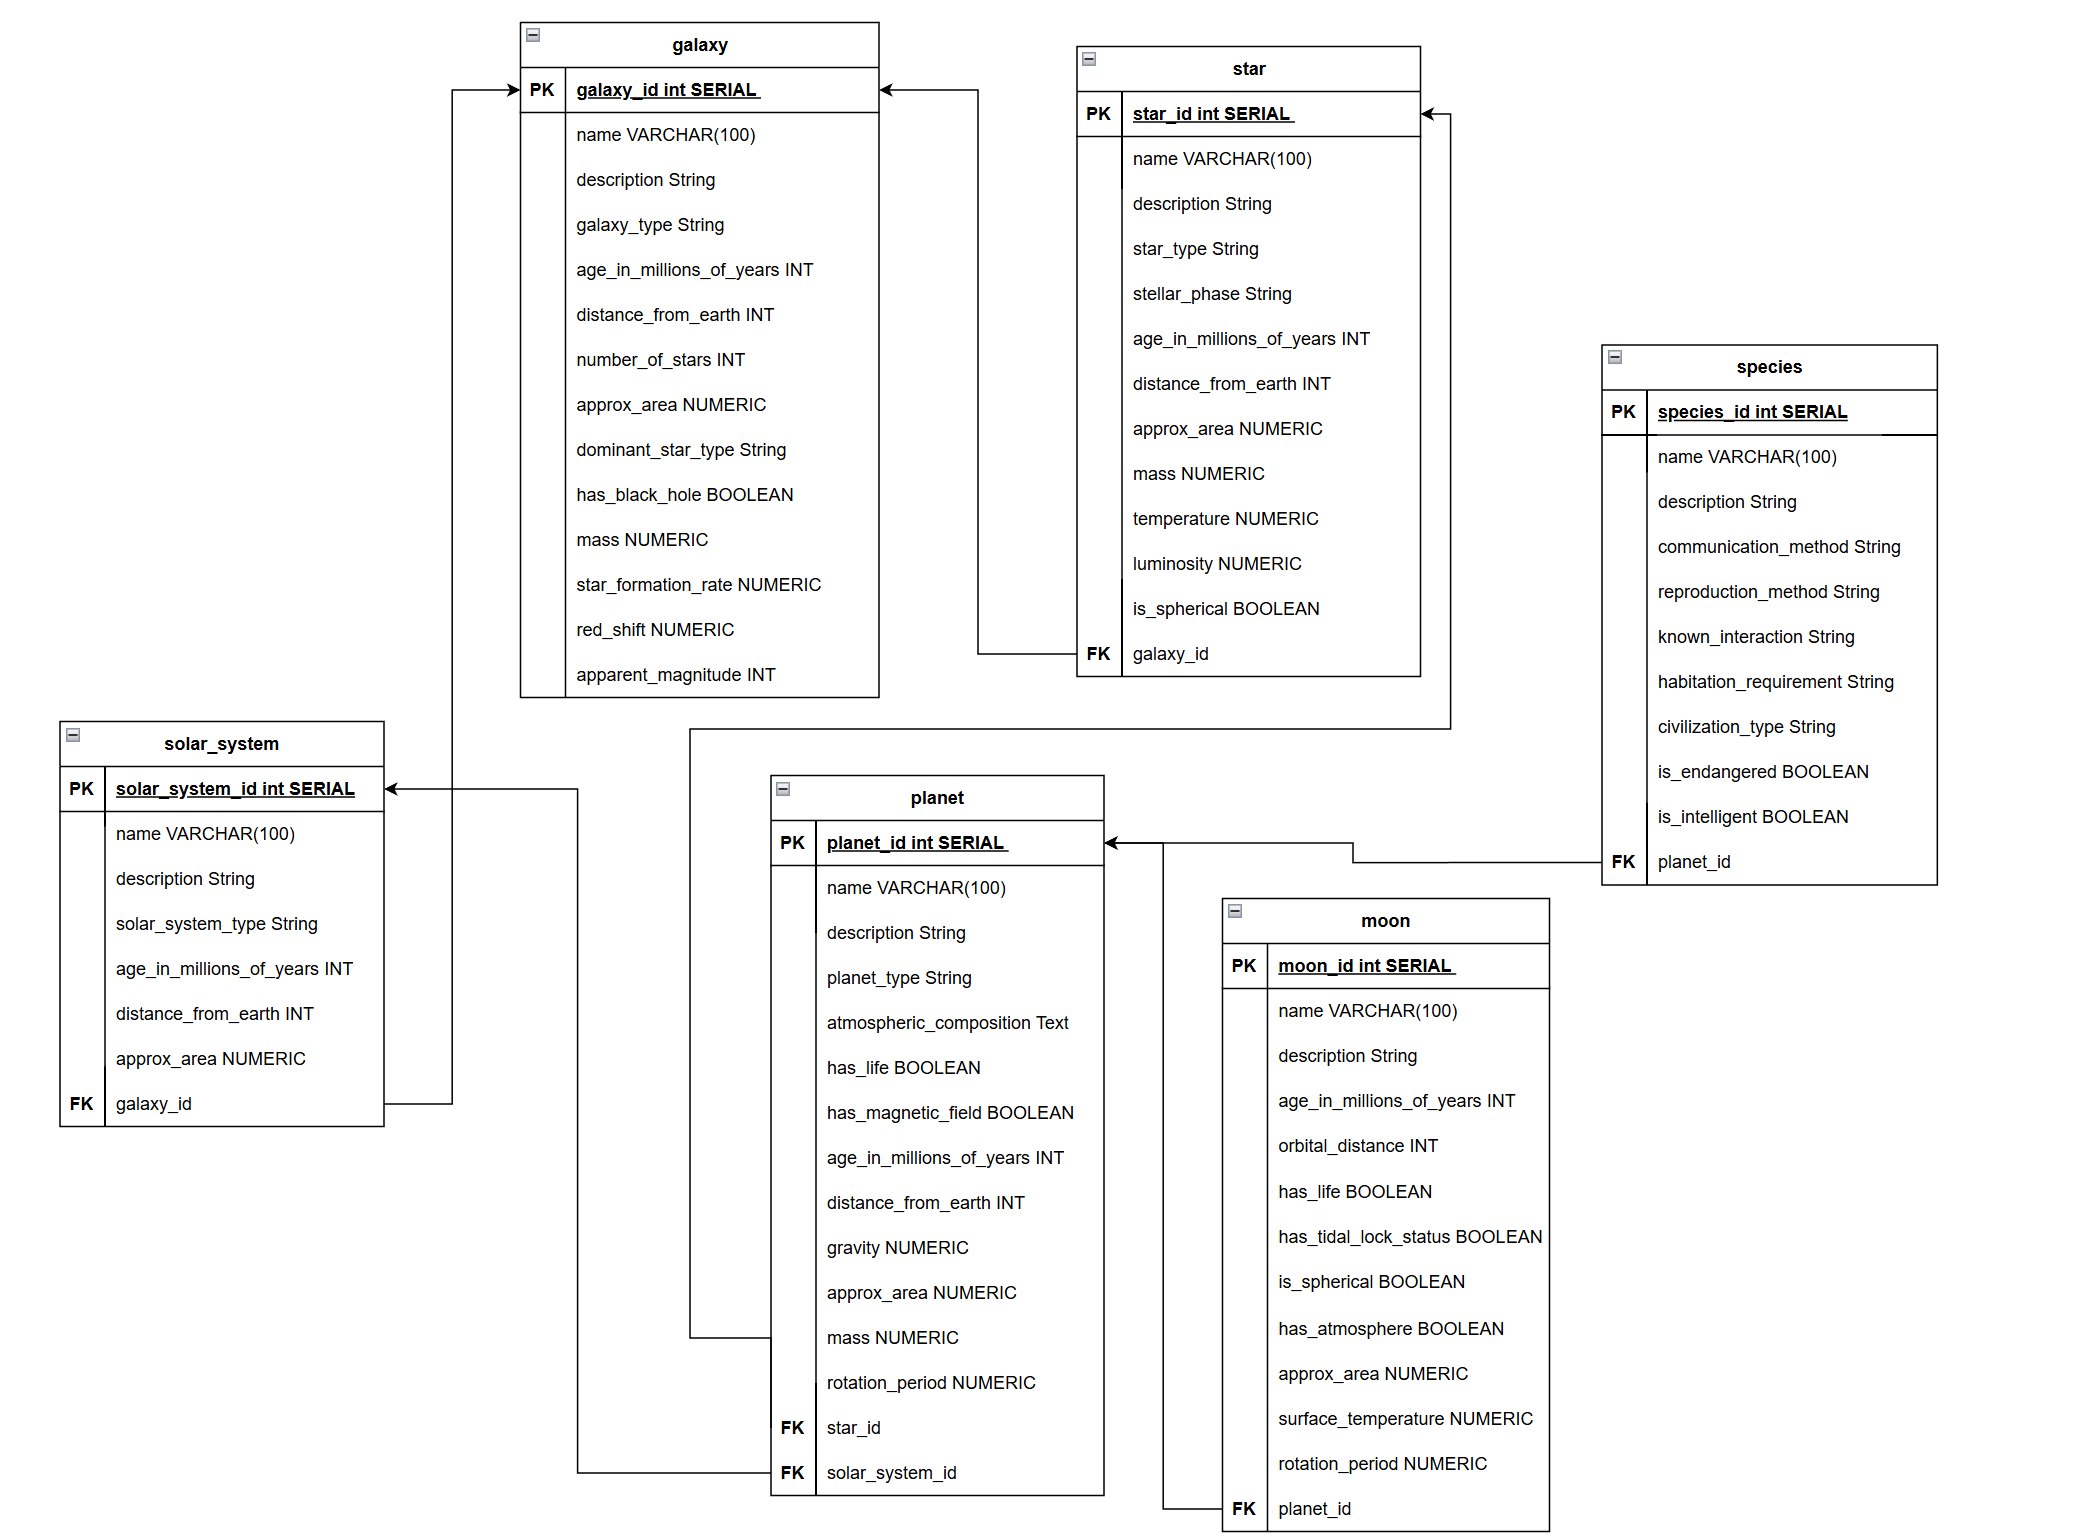 galaxy
PK galaxy_id int SERIAL
name VARCHAR(100)
description String
galaxy_type String
age_in_millions_of_years INT
distance_from_earth INT
number_of_stars INT
approx_area NUMERIC
dominant_star_type String
has_black_hole BOOLEAN
mass NUMERIC
star_formation_rate NUMERIC
red_shift NUMERIC
apparent_magnitude INT
star
PK star_id int SERIAL
name VARCHAR(100)
description String
star_type String
stellar_phase String
age_in_millions_of_years INT
distance_from_earth INT
approx_area NUMERIC
mass NUMERIC
temperature NUMERIC
luminosity NUMERIC
is_spherical BOOLEAN
FK galaxy_id
species
PK species_id int SERIAL
name VARCHAR(100)
description String
communication_method String
reproduction_method String
known_interaction String
habitation_requirement String
civilization_type String
is_endangered BOOLEAN
is_intelligent BOOLEAN
FK planet_id
solar_system
PK solar_system_id int SERIAL
name VARCHAR(100)
description String
solar_system_type String
age_in_millions_of_years INT
distance_from_earth INT
approx_area NUMERIC
FK galaxy_id
planet
PK planet_id int SERIAL
name VARCHAR(100)
description String
planet_type String
atmospheric_composition Text
has_life BOOLEAN
has_magnetic_field BOOLEAN
age_in_millions_of_years INT
distance_from_earth INT
gravity NUMERIC
approx_area NUMERIC
mass NUMERIC
rotation_period NUMERIC
FK star_id
FK solar_system_id
moon
PK moon_id int SERIAL
name VARCHAR(100)
description String
age_in_millions_of_years INT
orbital_distance INT
has_life BOOLEAN
has_tidal_lock_status BOOLEAN
is_spherical BOOLEAN
has_atmosphere BOOLEAN
approx_area NUMERIC
surface_temperature NUMERIC
rotation_period NUMERIC
FK planet_id